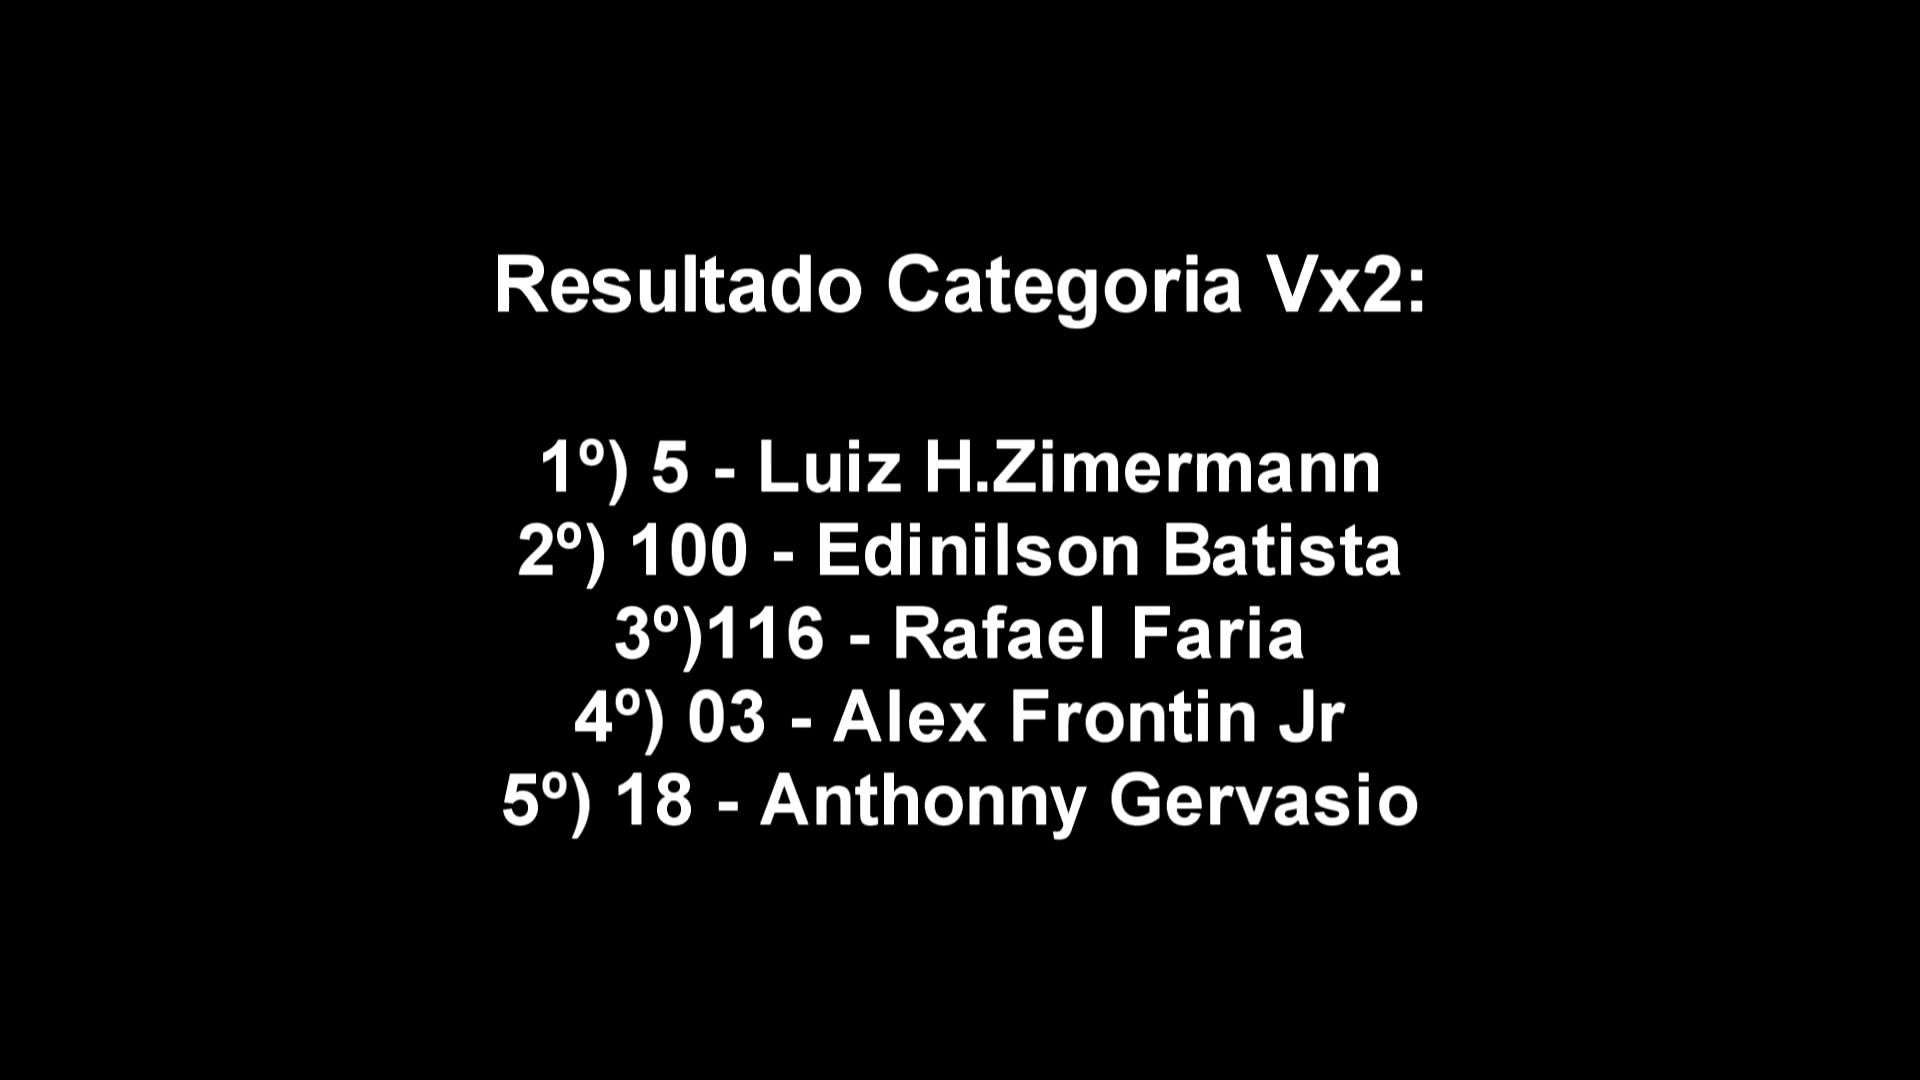 Resultado Categoria Vx2:
1º) 5 - Luiz H.Zimermann
2º) 100 - Edinilson Batista
3º)116 - Rafael Faria
4º) 03 - Alex Frontin Jr
5º) 18 - Anthonny Gervasio